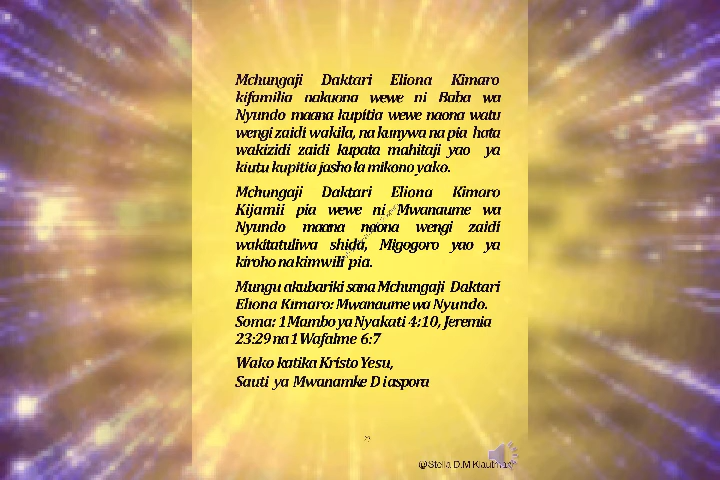 Mchungaji Daktari Eliona Kimaro
kifamilia nakuona wewe ni Baba wa
Nyundo maana kupitia wewe naona watu
wengi zaidi wakila, na kunywa na pia hata
wakizidi zaidi kupata mahitaji yao ya
kiutu kupitia jasho la mikono yako.
Mchungaji Daktari Eliona Kimaro
Kijamii pia wewe ni Mwanaume wa
Nyundo maana naona wengi zaidi
wakitatuliwa shida, Migogoro yao ya
kiroho na kimwili pia.
Mungu akubariki sana Mchungaji Daktari
Eliona Kimaro: Mwanaume wa Nyundo.
Soma: 1 Mambo ya Nyakati 4:10, Jeremia
23:29 na 1 Wafalme 6:7
Wako katika Kristo Yesu,
Sauti ya Mwanamke Diaspora
@Stella D.M